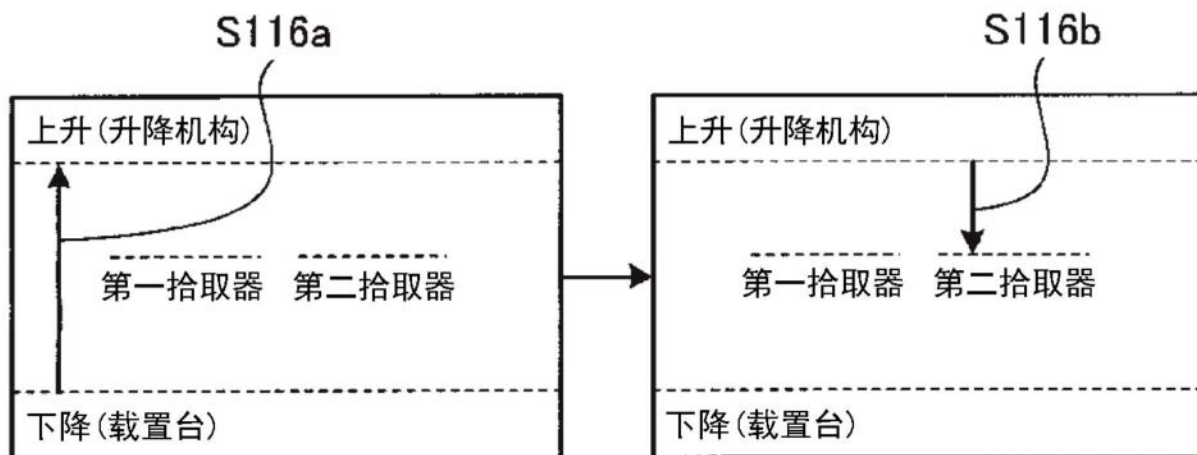 S116a
S116b
上升(升降机构)
第一拾取器 第二拾取器
下降(载置台)
上升(升降机构)
第一拾取器 第二拾取器
下降(载置台)